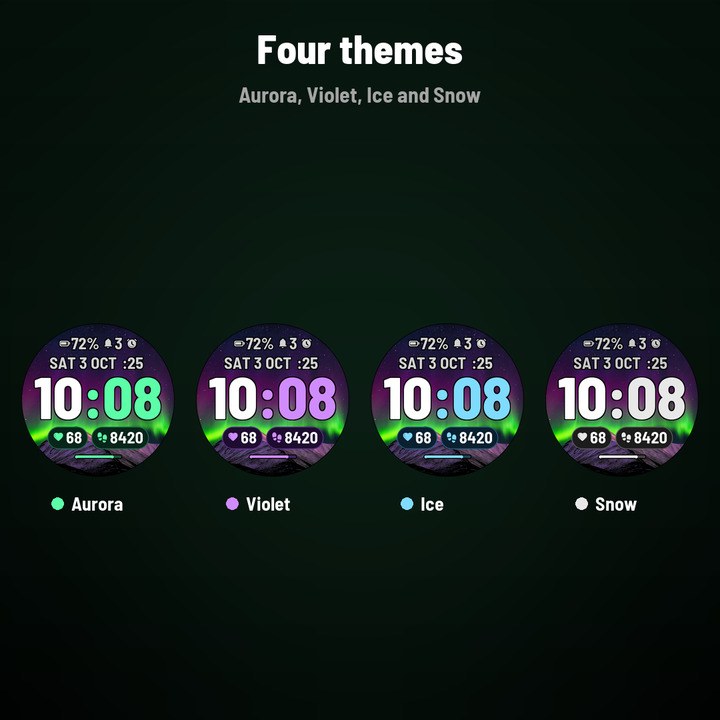 Four themes
Aurora, Violet, Ice and Snow
72% 3
SAT 3 OCT :25
10:08
68 8420
Aurora
72% 3
SAT 3 OCT :25
10:08
68 8420
Violet
72% 3
SAT 3 OCT :25
10:08
68 8420
Ice
72% 3
SAT 3 OCT :25
10:08
68 8420
Snow